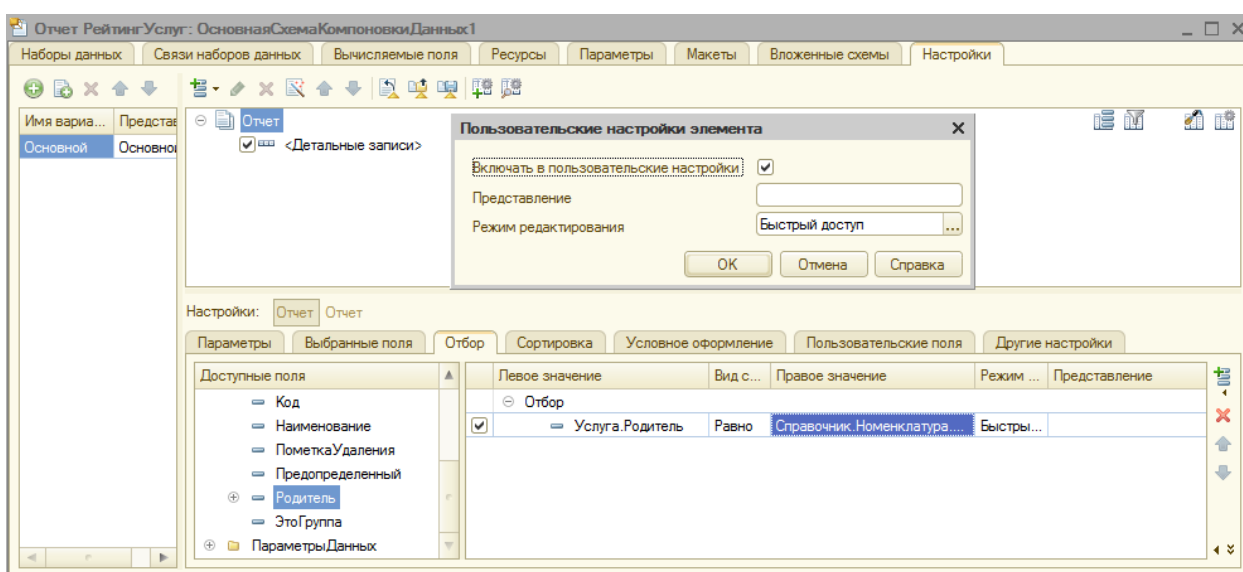 Отчет РейтингУслуг: ОсновнаяСхемаКомпоновкиДанных1
Наборы данных Связи наборов данных Вычисляемые поля Ресурсы Параметры Макеты Вложенные схемы Настройки
Имя вариа... Представ
Основной Основной
Отчет
<Детальные записи>
Пользовательские настройки элемента
Включать в пользовательские настройки
Представление
Режим редактирования Быстрый доступ ...
OK Отмена Справка
Настройки: Отчет Отчет
Параметры Выбранные поля Отбор Сортировка Условное оформление Пользовательские поля Другие настройки
Доступные поля Левое значение Вид с... Правое значение Режим ... Представление
Код Отбор
Наименование Услуга.Родитель Равно Справочник.Номенклатура.... Быстры...
ПометкаУдаления
Предопределенный
Родитель
ЭтоГруппа
ПараметрыДанных